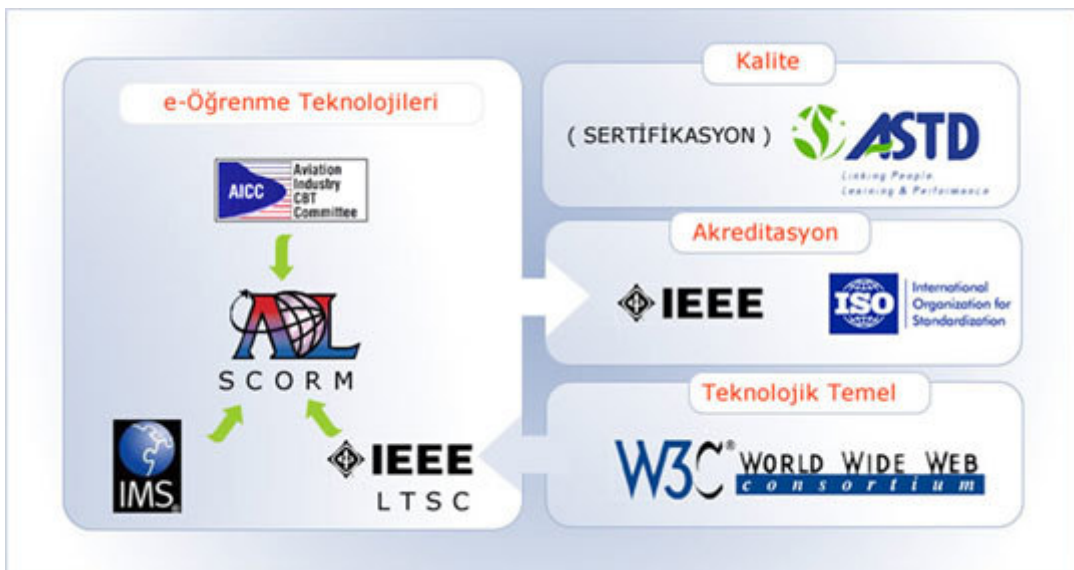 e-Öğrenme Teknolojileri
AICC
Aviation
Industry
CBT
Committee
ADL
SCORM
IMS
IEEE
LTSC
Kalite
( SERTİFİKASYON )
ASTD
Linking People
Learning & Performance
Akreditasyon
IEEE
ISO
International
Organization for
Standardization
Teknolojik Temel
W3C®
WORLD WIDE WEB
consortium